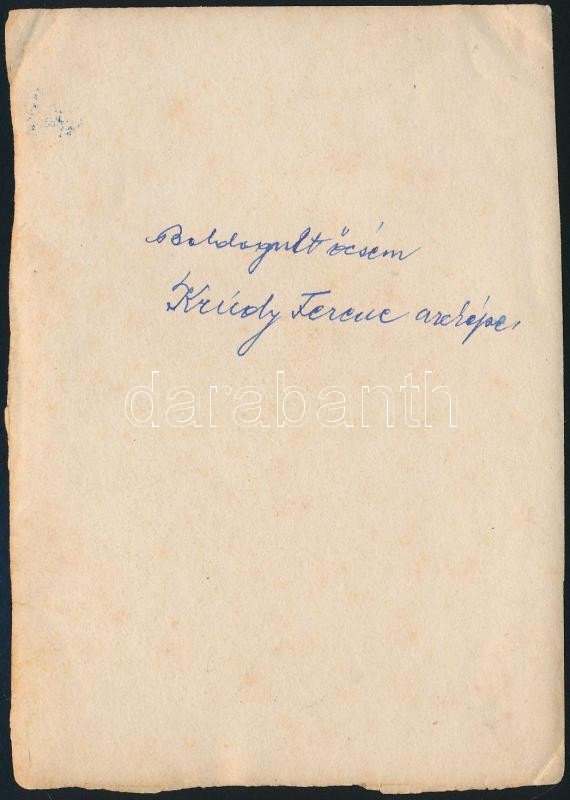 Boldogult öcsém
Krúdy Ferenc arcképe.
darabanth